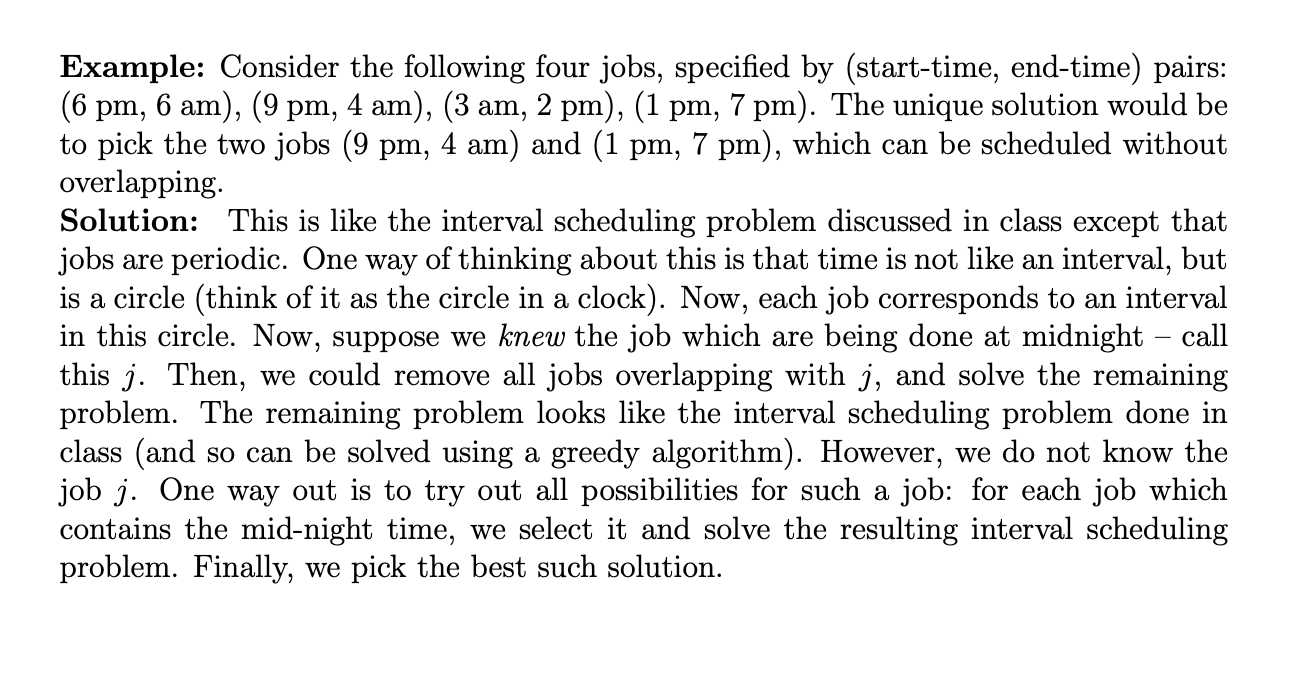 Example: Consider the following four jobs, specified by (start-time, end-time) pairs:
(6 pm, 6 am), (9 pm, 4 am), (3 am, 2 pm), (1 pm, 7 pm). The unique solution would be
to pick the two jobs (9 pm, 4 am) and (1 pm, 7 pm), which can be scheduled without
overlapping.
Solution: This is like the interval scheduling problem discussed in class except that
jobs are periodic. One way of thinking about this is that time is not like an interval, but
is a circle (think of it as the circle in a clock). Now, each job corresponds to an interval
in this circle. Now, suppose we knew the job which are being done at midnight – call
this j. Then, we could remove all jobs overlapping with j, and solve the remaining
problem. The remaining problem looks like the interval scheduling problem done in
class (and so can be solved using a greedy algorithm). However, we do not know the
job j. One way out is to try out all possibilities for such a job: for each job which
contains the mid-night time, we select it and solve the resulting interval scheduling
problem. Finally, we pick the best such solution.